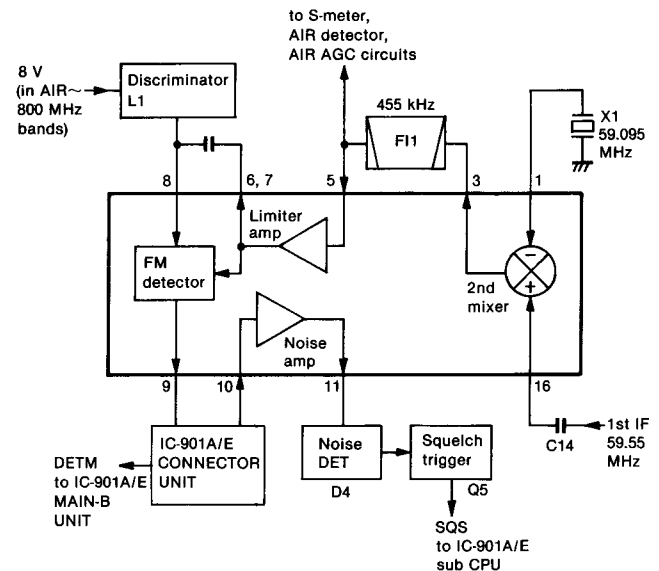 to S-meter,
AIR detector,
AIR AGC circuits
8 V
(in AIR~
800 MHz
bands)
Discriminator
L1
455 kHz
FI1
X1
59.095
MHz
8
6, 7
5
3
1
Limiter
amp
FM
detector
−
+
2nd
mixer
Noise
amp
9
10
11
16
IC-901A/E
CONNECTOR
UNIT
Noise
DET
D4
Squelch
trigger
Q5
C14
1st IF
59.55
MHz
DETM
to IC-901A/E
MAIN-B
UNIT
SQS
to IC-901A/E
sub CPU